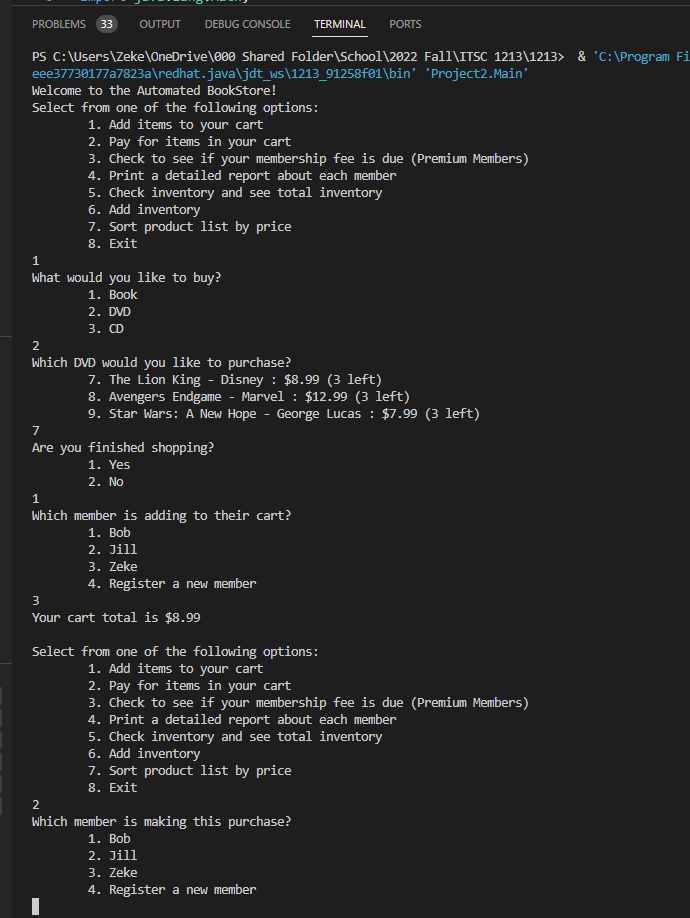 PROBLEMS 33 OUTPUT DEBUG CONSOLE TERMINAL PORTS
PS C:\Users\Zeke\OneDrive\000 Shared Folder\School\2022 Fall\ITSC 1213\1213> & 'C:\Program Fi
eee37730177a7823a\redhat.java\jdt_ws\1213_91258f01\bin' 'Project2.Main'
Welcome to the Automated BookStore!
Select from one of the following options:
1. Add items to your cart
2. Pay for items in your cart
3. Check to see if your membership fee is due (Premium Members)
4. Print a detailed report about each member
5. Check inventory and see total inventory
6. Add inventory
7. Sort product list by price
8. Exit
1
What would you like to buy?
1. Book
2. DVD
3. CD
2
Which DVD would you like to purchase?
7. The Lion King - Disney : $8.99 (3 left)
8. Avengers Endgame - Marvel : $12.99 (3 left)
9. Star Wars: A New Hope - George Lucas : $7.99 (3 left)
7
Are you finished shopping?
1. Yes
2. No
1
Which member is adding to their cart?
1. Bob
2. Jill
3. Zeke
4. Register a new member
3
Your cart total is $8.99
Select from one of the following options:
1. Add items to your cart
2. Pay for items in your cart
3. Check to see if your membership fee is due (Premium Members)
4. Print a detailed report about each member
5. Check inventory and see total inventory
6. Add inventory
7. Sort product list by price
8. Exit
2
Which member is making this purchase?
1. Bob
2. Jill
3. Zeke
4. Register a new member